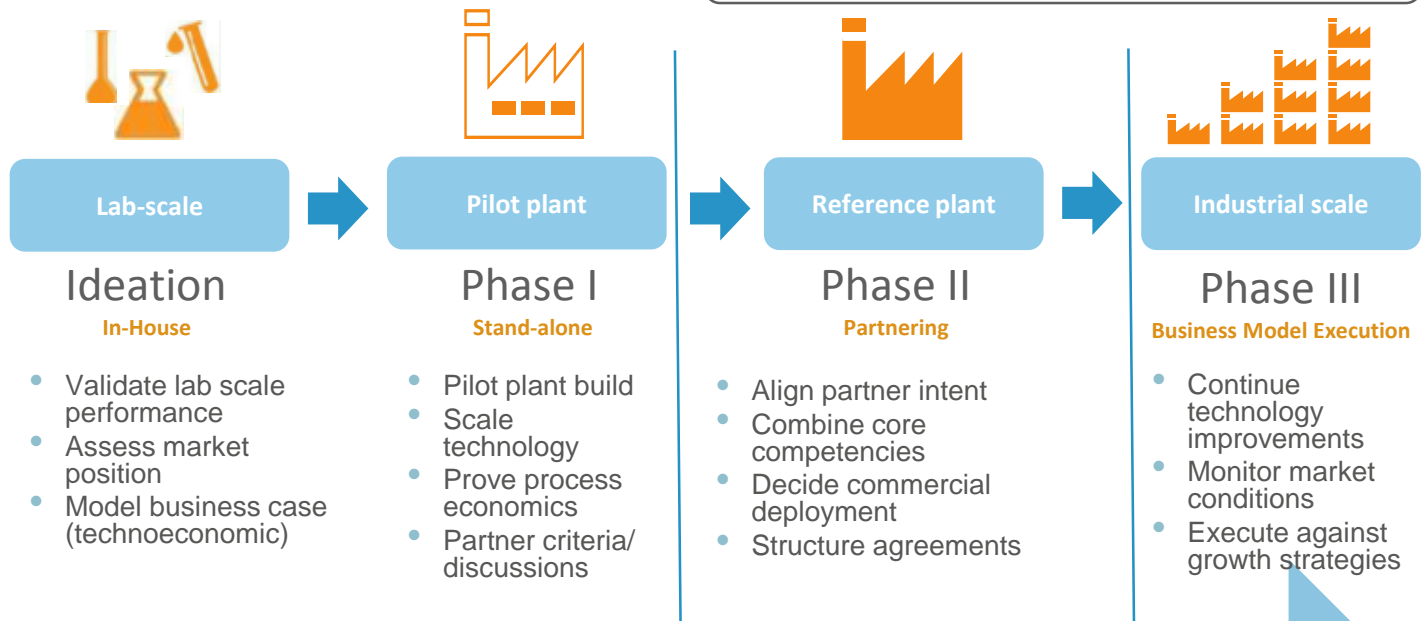 Lab-scale
Pilot plant
Reference plant
Industrial scale
Ideation
In-House
• Validate lab scale
performance
• Assess market
position
• Model business case
(technoeconomic)
Phase I
Stand-alone
• Pilot plant build
• Scale
technology
• Prove process
economics
• Partner criteria/
discussions
Phase II
Partnering
• Align partner intent
• Combine core
competencies
• Decide commercial
deployment
• Structure agreements
Phase III
Business Model Execution
• Continue
technology
improvements
• Monitor market
conditions
• Execute against
growth strategies